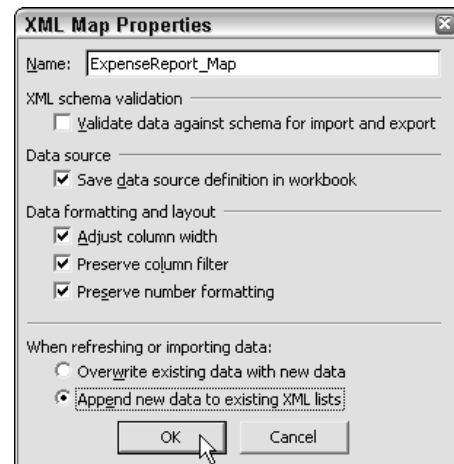 XML Map Properties
Name: ExpenseReport_Map
XML schema validation
Validate data against schema for import and export
Data source
Save data source definition in workbook
Data formatting and layout
Adjust column width
Preserve column filter
Preserve number formatting
When refreshing or importing data:
Overwrite existing data with new data
Append new data to existing XML lists
OK Cancel